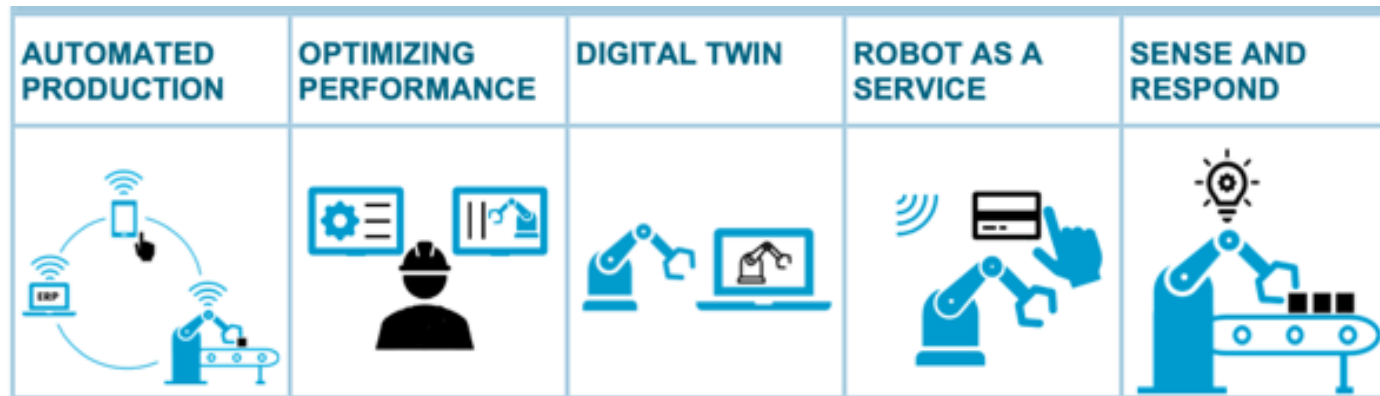 AUTOMATED
PRODUCTION
OPTIMIZING
PERFORMANCE
DIGITAL TWIN
ROBOT AS A
SERVICE
SENSE AND
RESPOND
ERP